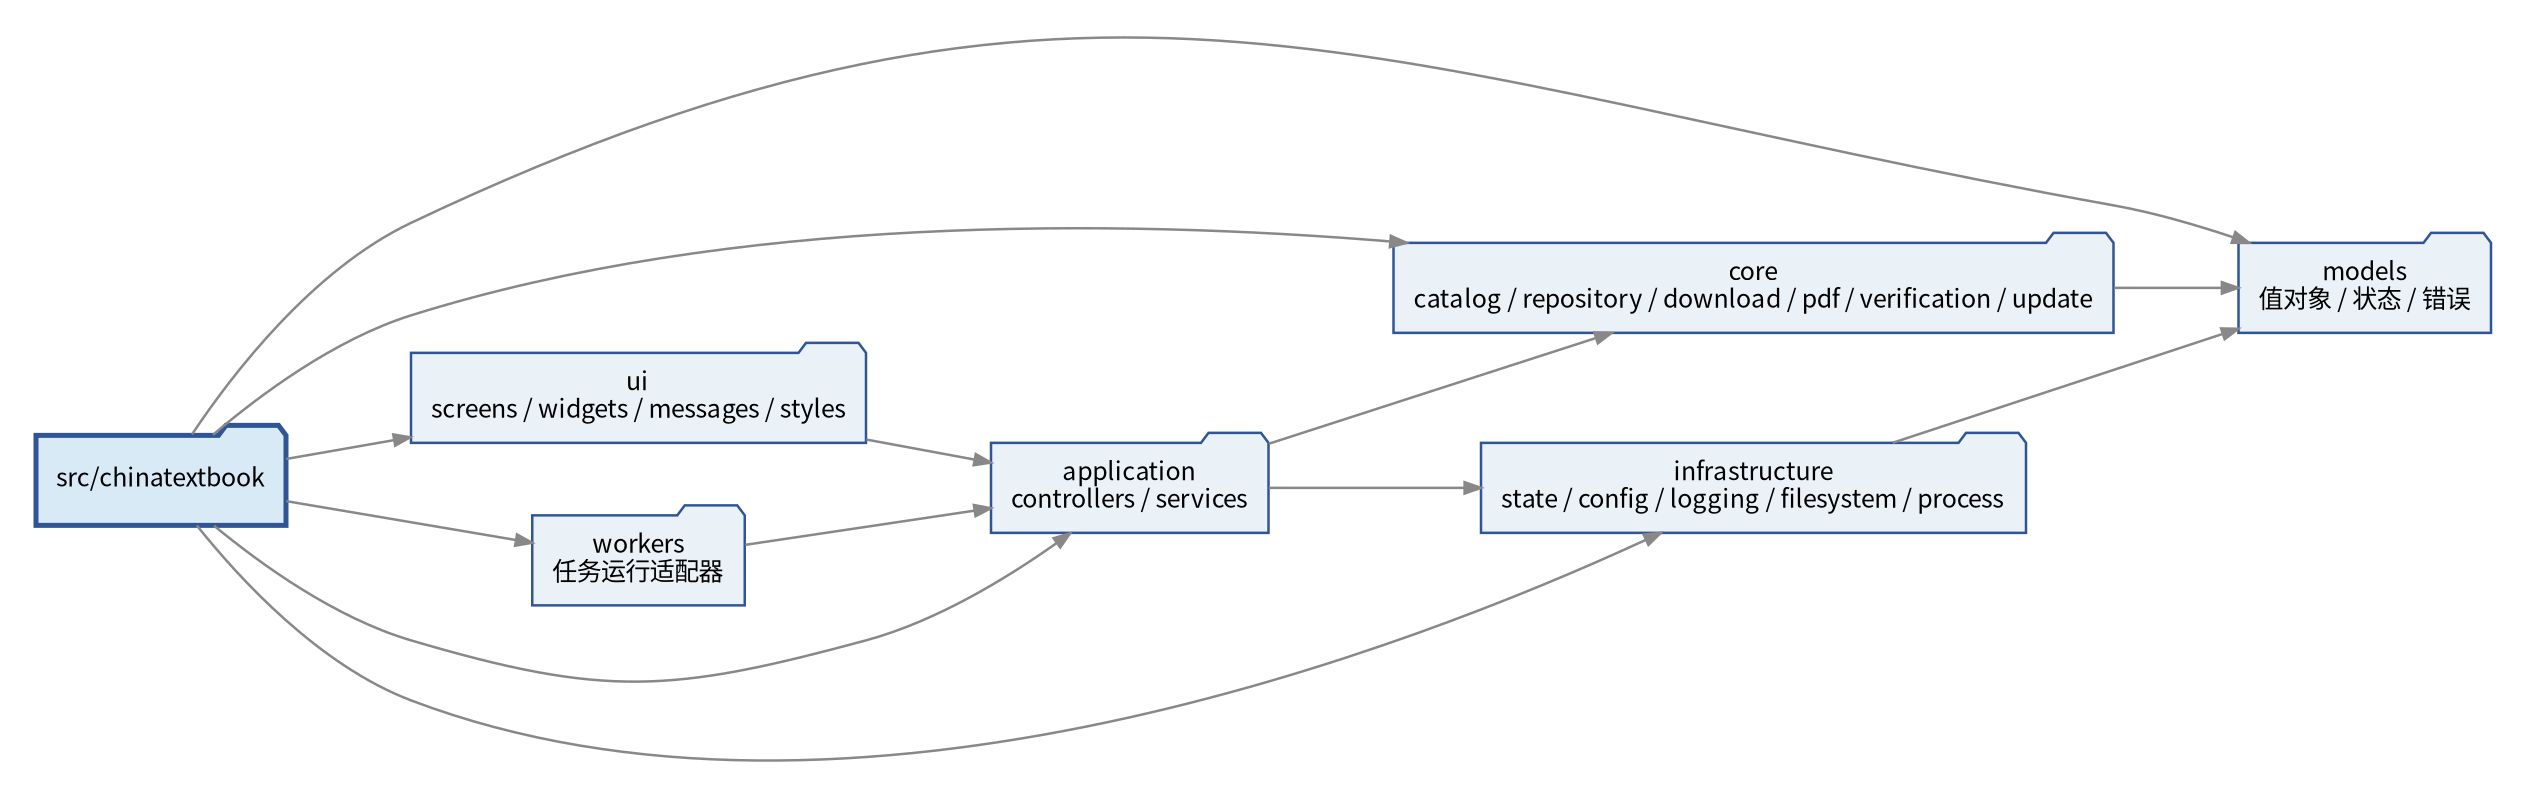 src/chinatextbook
ui
screens / widgets / messages / styles
workers
任务运行适配器
application
controllers / services
core
catalog / repository / download / pdf / verification / update
infrastructure
state / config / logging / filesystem / process
models
值对象 / 状态 / 错误